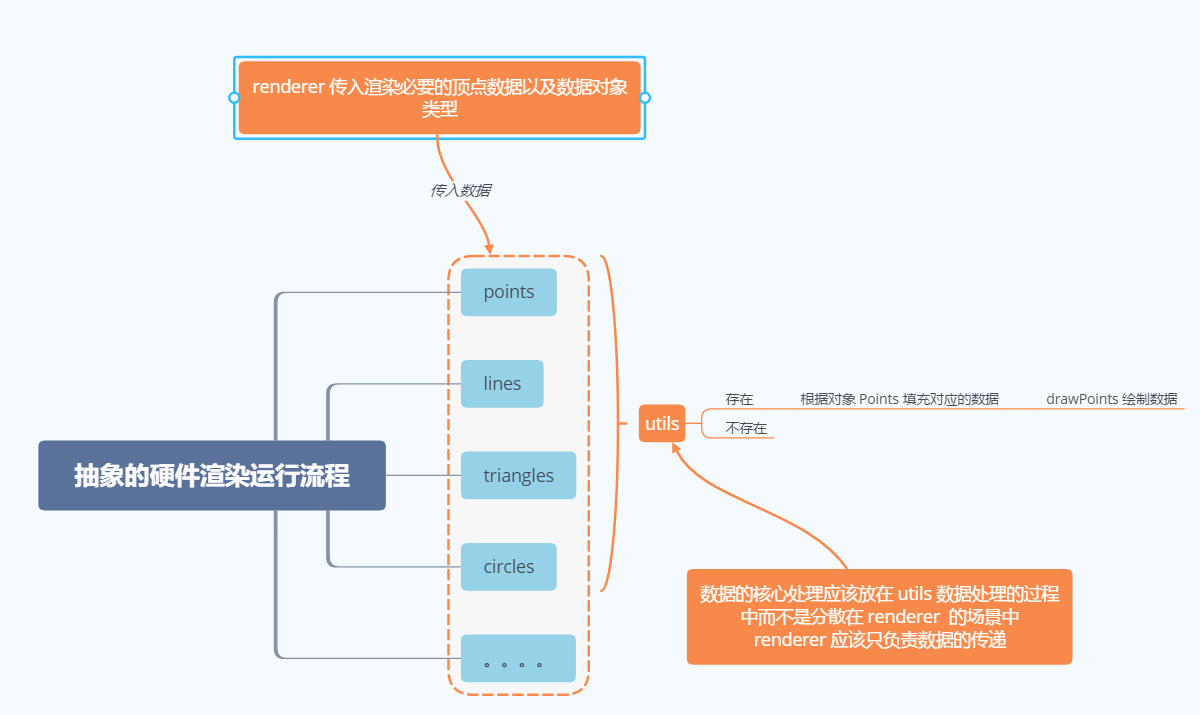 renderer 传入渲染必要的顶点数据以及数据对象
类型
传入数据
points
lines
triangles
circles
。。。。
抽象的硬件渲染运行流程
utils
存在
根据对象 Points 填充对应的数据
drawPoints 绘制数据
不存在
数据的核心处理应该放在 utils 数据处理的过程
中而不是分散在 renderer 的场景中
renderer 应该只负责数据的传递